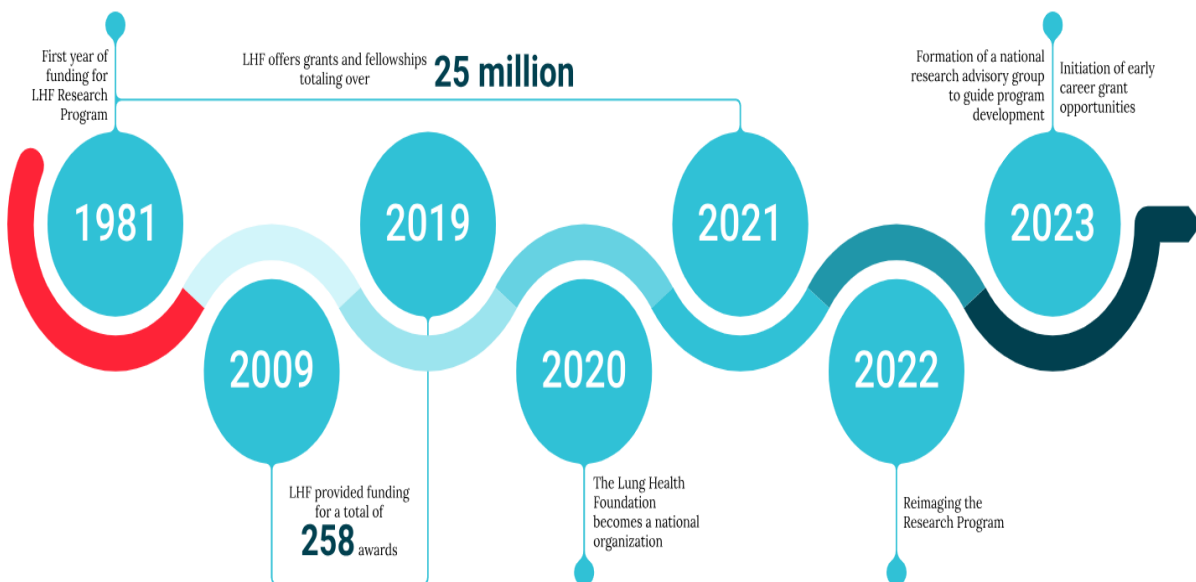 First year of
funding for
LHF Research
Program
LHF offers grants and fellowships
totaling over
25 million
Formation of a national
research advisory group
to guide program
development
Initiation of early
career grant
opportunities
1981
2019
2021
2023
2009
2020
2022
LHF provided funding
for a total of
258 awards
The Lung Health
Foundation
becomes a national
organization
Reimaging the
Research Program